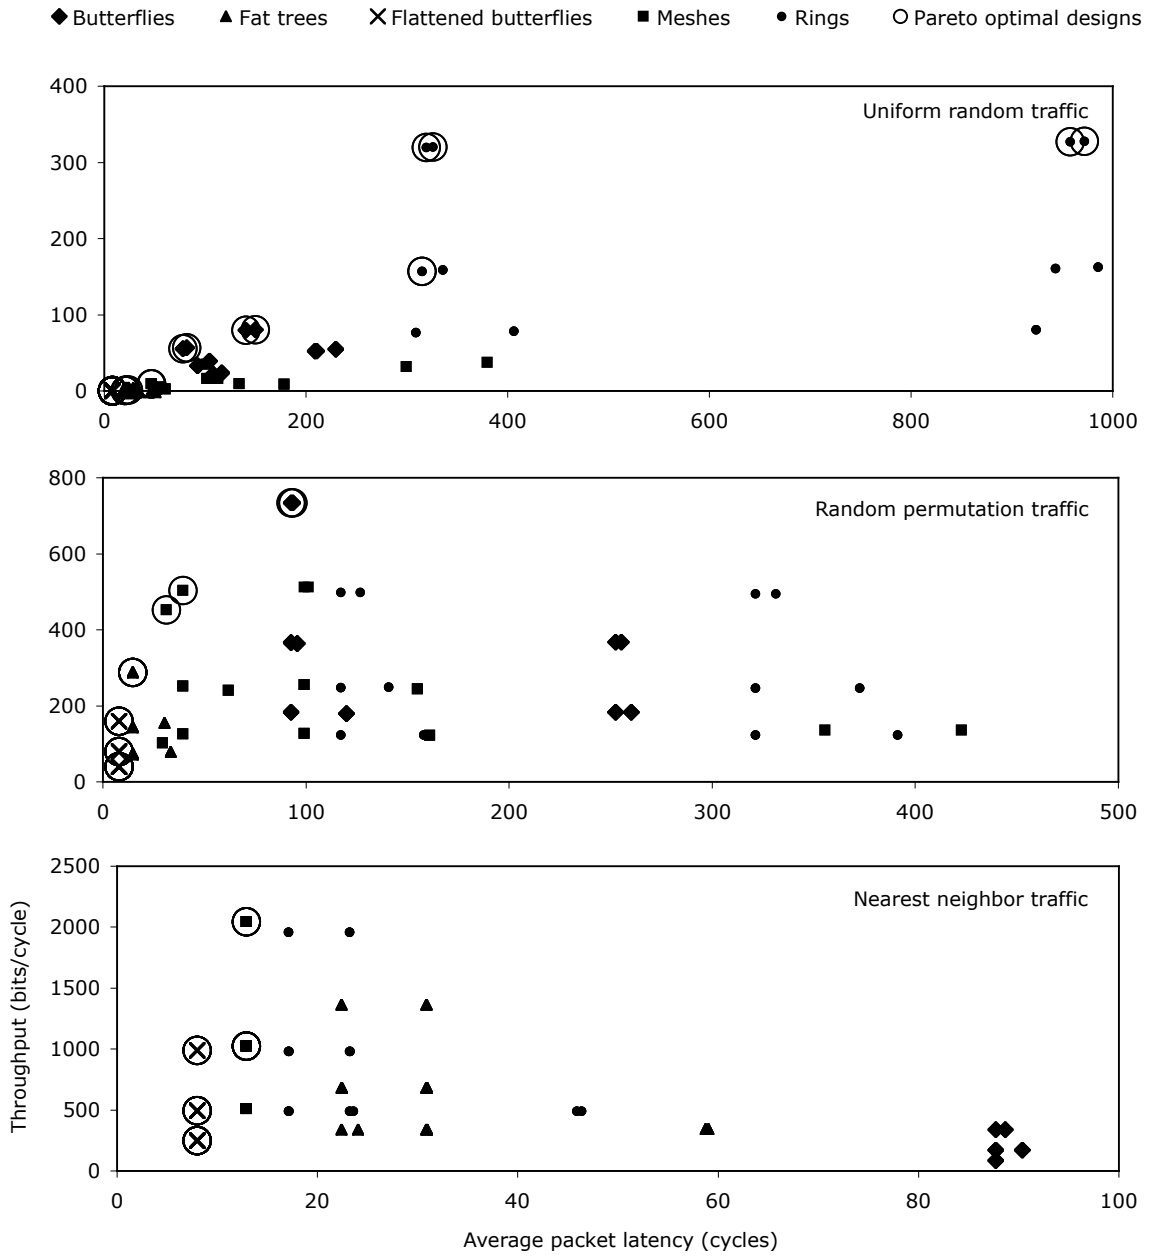 Butterflies Fat trees Flattened butterflies Meshes Rings Pareto optimal designs
400
Uniform random traffic
300
200
100
0
0 200 400 600 800 1000
800
Random permutation traffic
600
400
200
0
0 100 200 300 400 500
2500
Nearest neighbor traffic
2000
1500
1000
500
0
0 20 40 60 80 100
Throughput (bits/cycle)
Average packet latency (cycles)